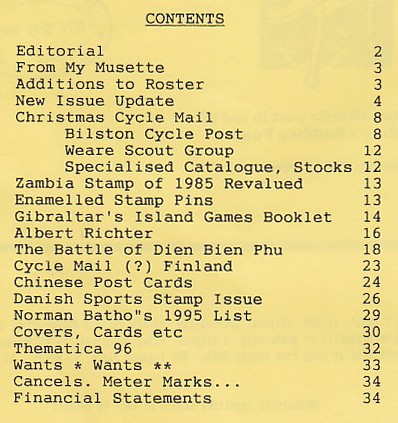 CONTENTS
Editorial 2
From My Musette 3
Additions to Roster 3
New Issue Update 4
Christmas Cycle Mail 8
Bilston Cycle Post 8
Weare Scout Group 12
Specialised Catalogue, Stocks 12
Zambia Stamp of 1985 Revalued 13
Enamelled Stamp Pins 13
Gibraltar's Island Games Booklet 14
Albert Richter 16
The Battle of Dien Bien Phu 18
Cycle Mail (?) Finland 23
Chinese Post Cards 24
Danish Sports Stamp Issue 26
Norman Batho"s 1995 List 29
Covers, Cards etc 30
Thematica 96 32
Wants * Wants ** 33
Cancels. Meter Marks... 34
Financial Statements 34